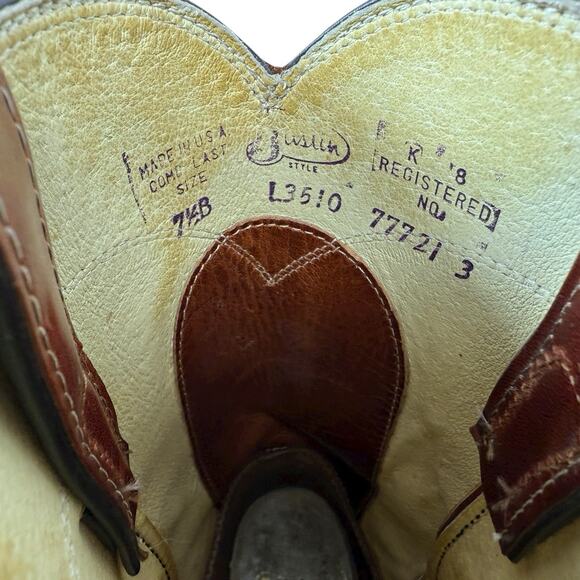 MADE IN U.S.A
COMB LAST
SIZE
7½B
Justin
STYLE
L3510
K 8
REGISTERED
NO.
77721 3